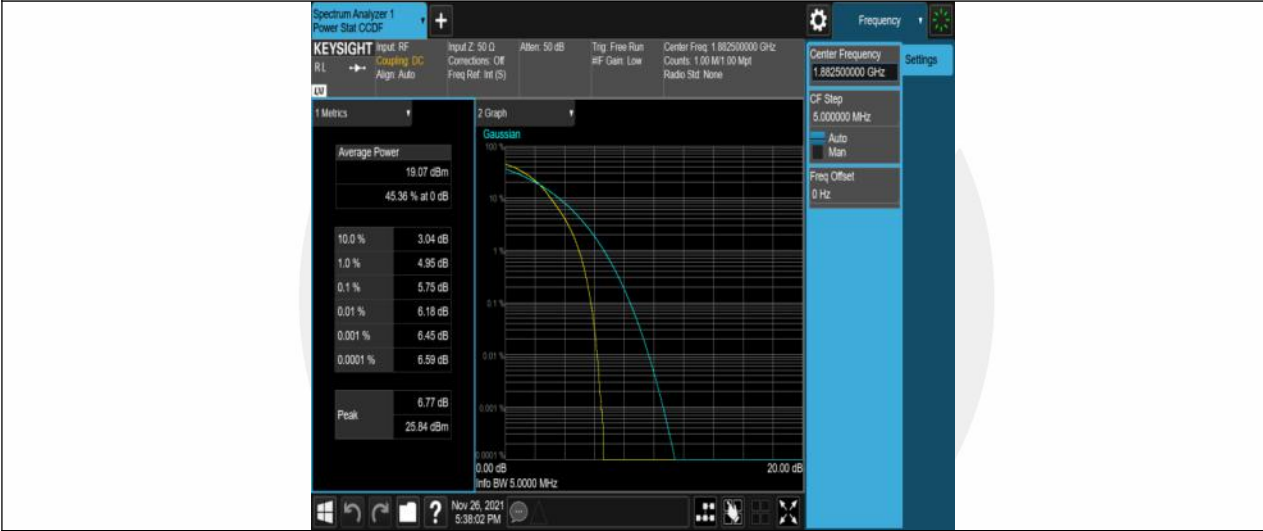 Spectrum Analyzer 1
Power Stat CCDF
+
Frequency
KEYSIGHT
R L
LV
Input: RF
Coupling: DC
Align: Auto
Input Z: 50 Ω
Corrections: Off
Freq Ref: Int (S)
Atten: 50 dB
Trig: Free Run
#IF Gain: Low
Center Freq: 1.882500000 GHz
Counts: 1.00 M/1.00 Mpt
Radio Std: None
Center Frequency
1.882500000 GHz
Settings
CF Step
5.000000 MHz
Auto
Man
Freq Offset
0 Hz
1 Metrics
Average Power
19.07 dBm
45.36 % at 0 dB
10.0 % 3.04 dB
1.0 % 4.95 dB
0.1 % 5.75 dB
0.01 % 6.18 dB
0.001 % 6.45 dB
0.0001 % 6.59 dB
Peak
6.77 dB
25.84 dBm
2 Graph
Gaussian
100 %
10 %
1 %
0.1 %
0.01 %
0.001 %
0.0001 %
0.00 dB 20.00 dB
Info BW 5.0000 MHz
?
Nov 26, 2021
5:38:02 PM